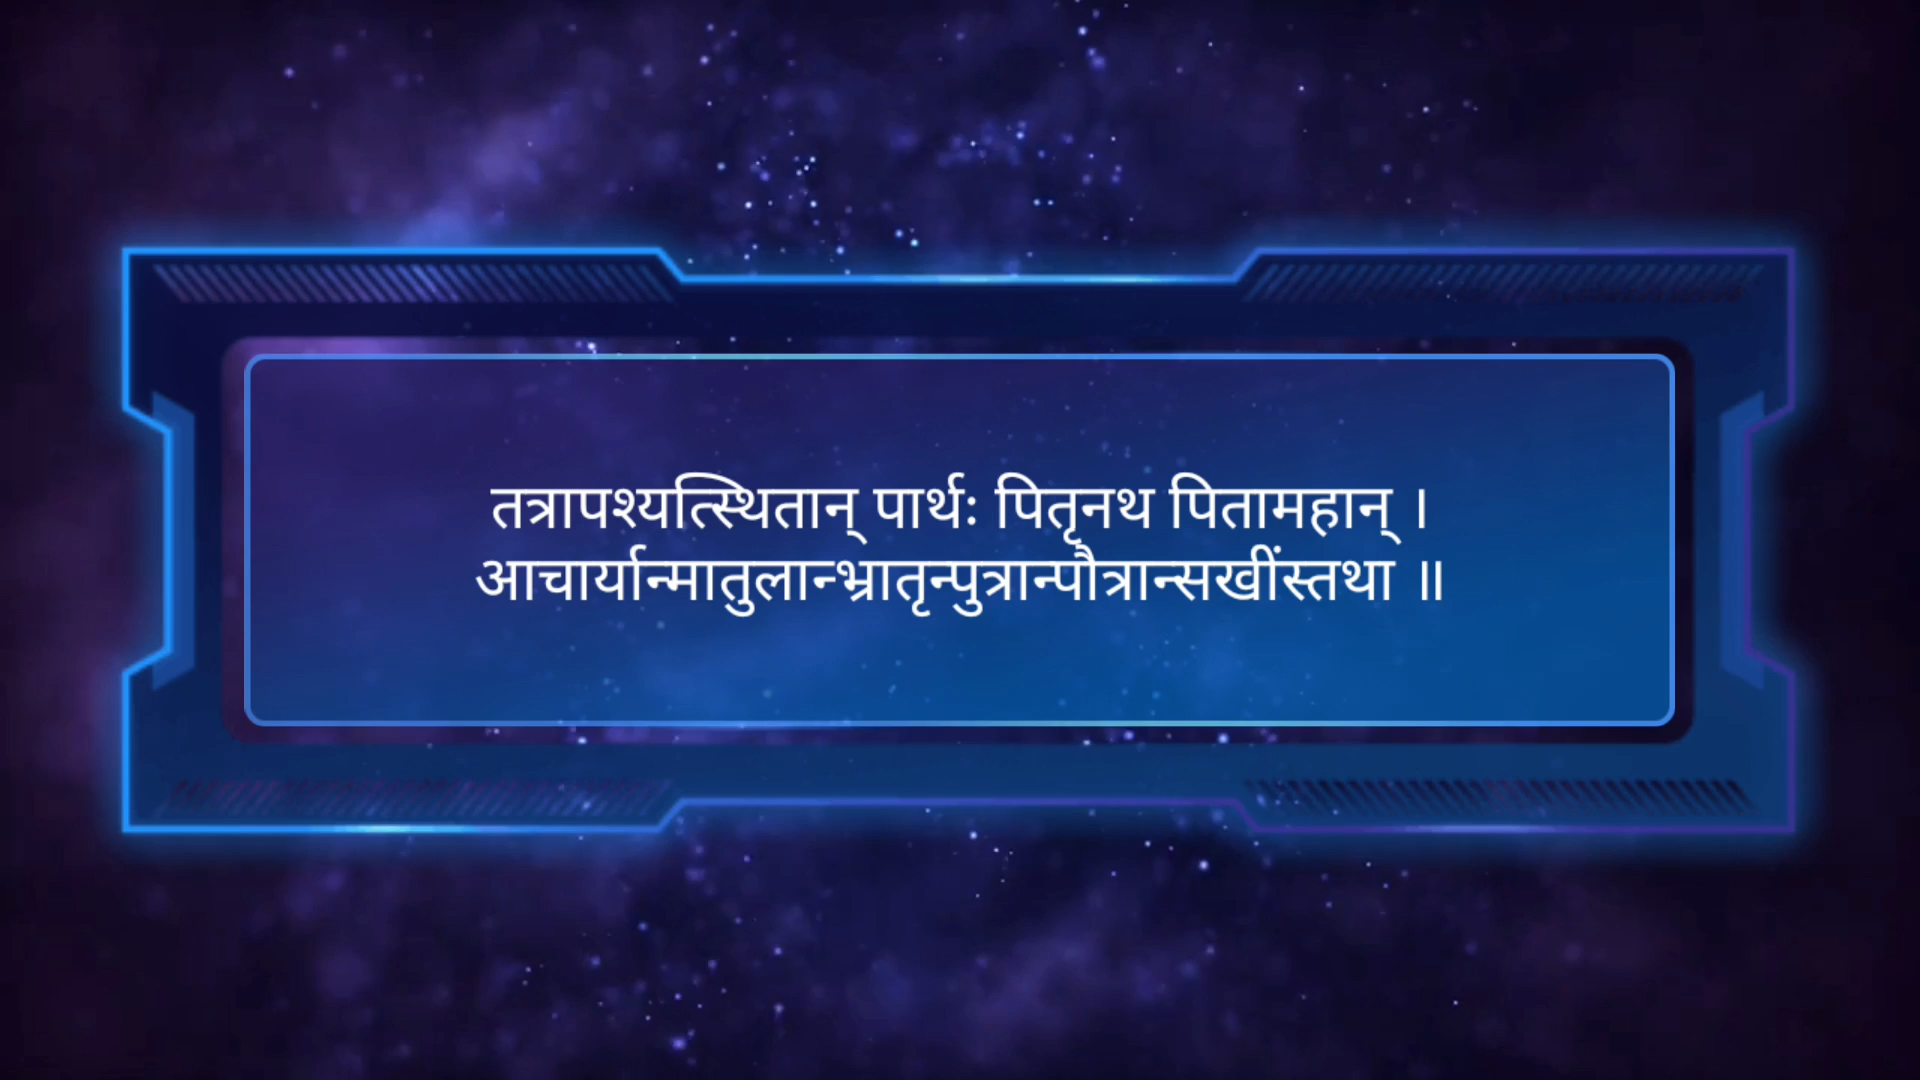 तत्रापश्यत्स्थितान् पार्थः पितृनथ पितामहान् ।
आचार्यान्मातुलान्भ्रातृन्पुत्रान्पौत्रान्सखींस्तथा ॥